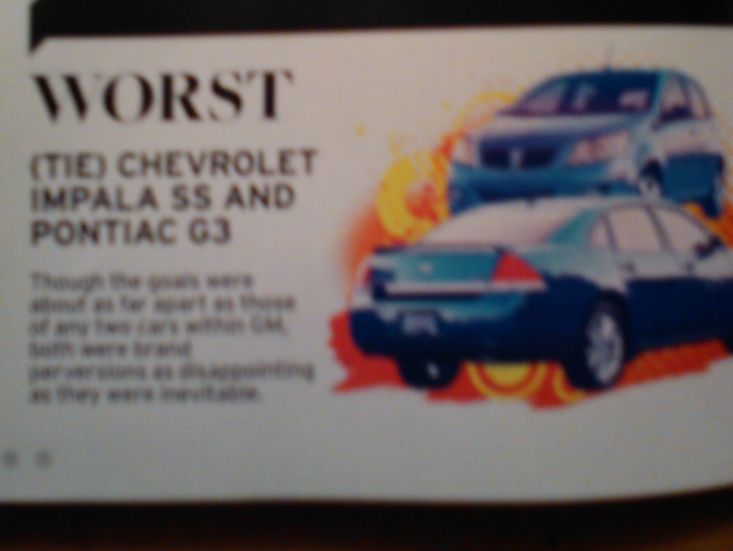 WORST
(TIE) CHEVROLET
IMPALA SS AND
PONTIAC G3
Though the goals were
about as far apart as those
of any two cars within GM,
both were brand
perversions as disappointing
as they were inevitable.